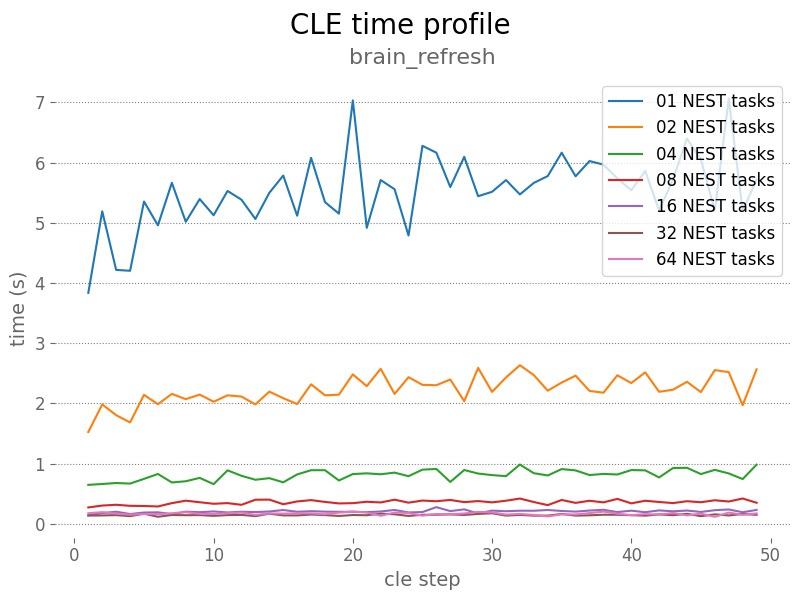 CLE time profile
brain_refresh
01 NEST tasks
02 NEST tasks
04 NEST tasks
08 NEST tasks
16 NEST tasks
32 NEST tasks
64 NEST tasks
time (s)
7
6
5
4
3
2
1
0
0 10 20 30 40 50
cle step